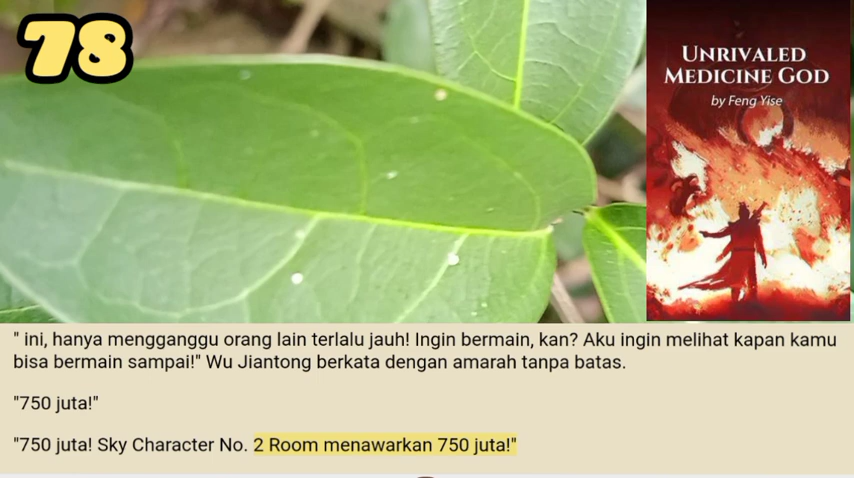 78
UNRIVALED
MEDICINE GOD
by Feng Yise
" ini, hanya mengganggu orang lain terlalu jauh! Ingin bermain, kan? Aku ingin melihat kapan kamu
bisa bermain sampai!" Wu Jiantong berkata dengan amarah tanpa batas.
"750 juta!"
"750 juta! Sky Character No. 2 Room menawarkan 750 juta!"